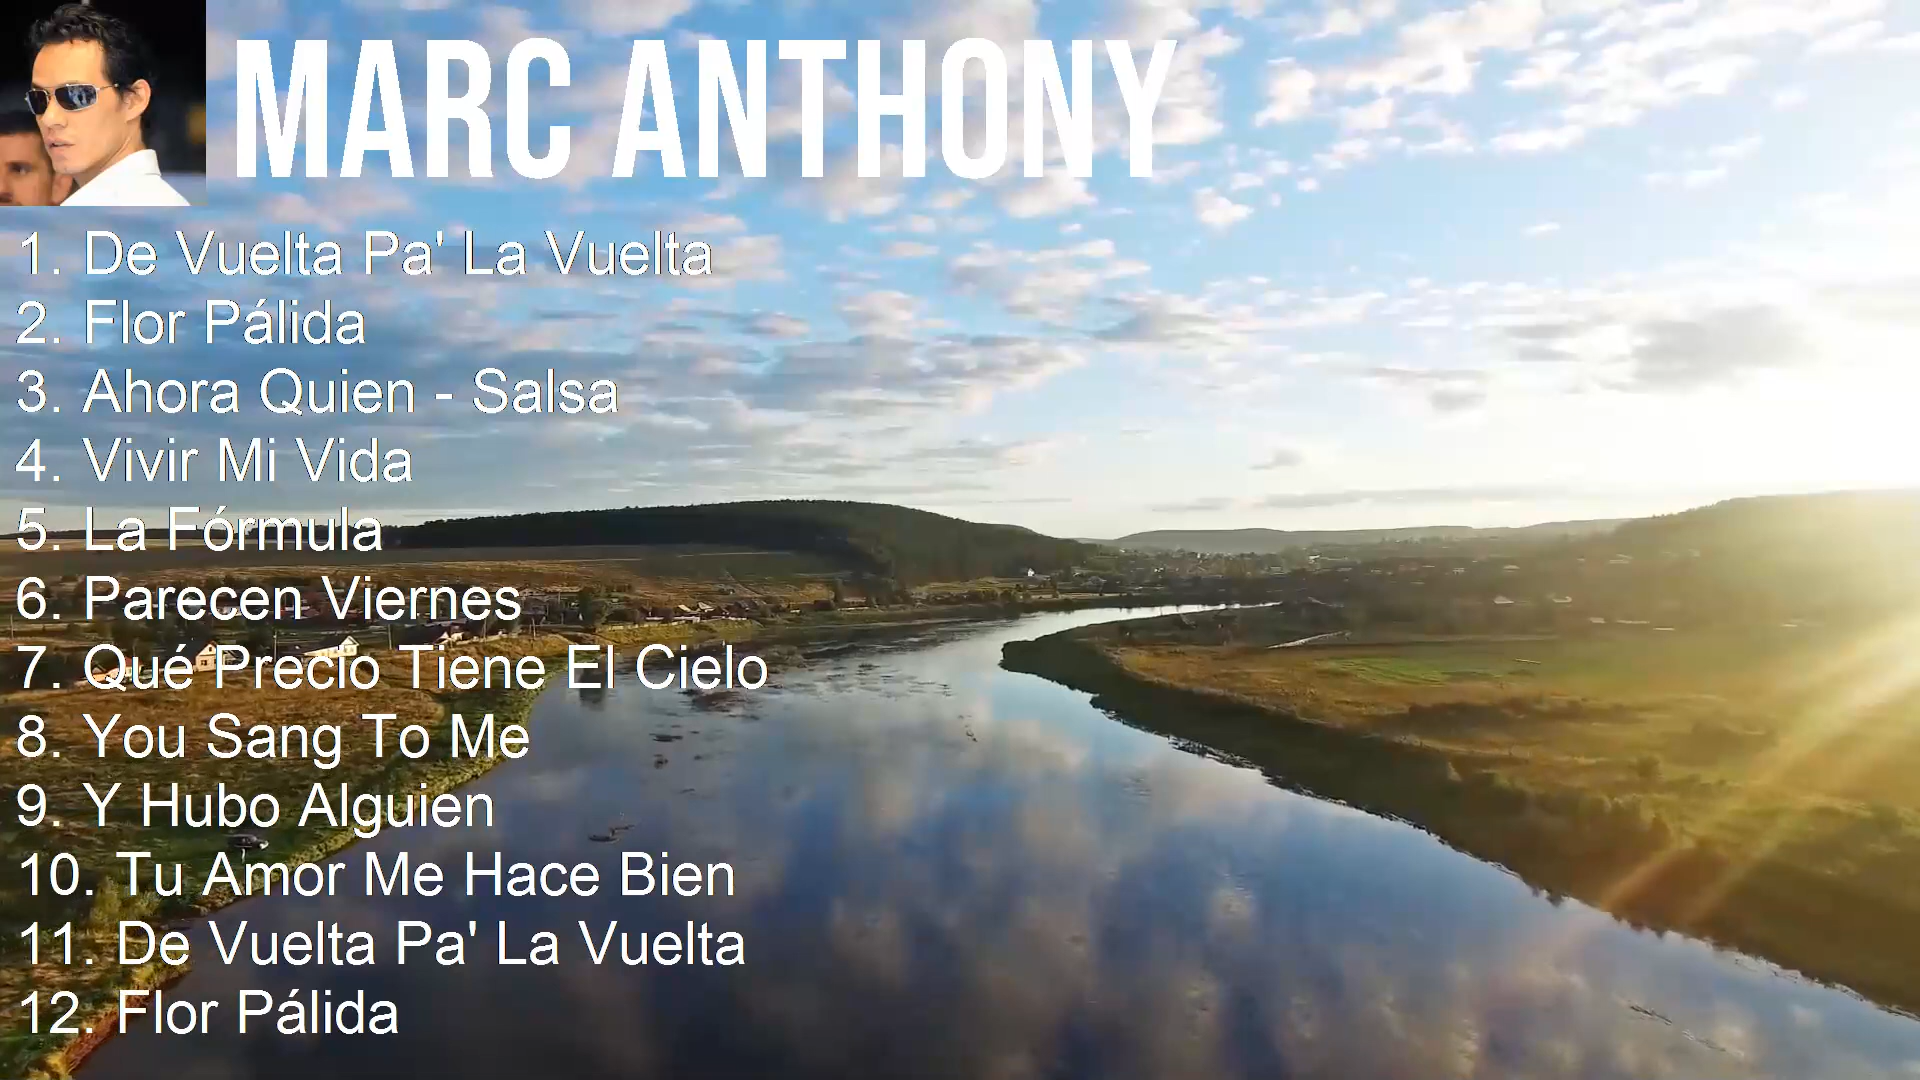 MARC ANTHONY
1. De Vuelta Pa' La Vuelta
2. Flor Pálida
3. Ahora Quien - Salsa
4. Vivir Mi Vida
5. La Fórmula
6. Parecen Viernes
7. Qué Precio Tiene El Cielo
8. You Sang To Me
9. Y Hubo Alguien
10. Tu Amor Me Hace Bien
11. De Vuelta Pa' La Vuelta
12. Flor Pálida